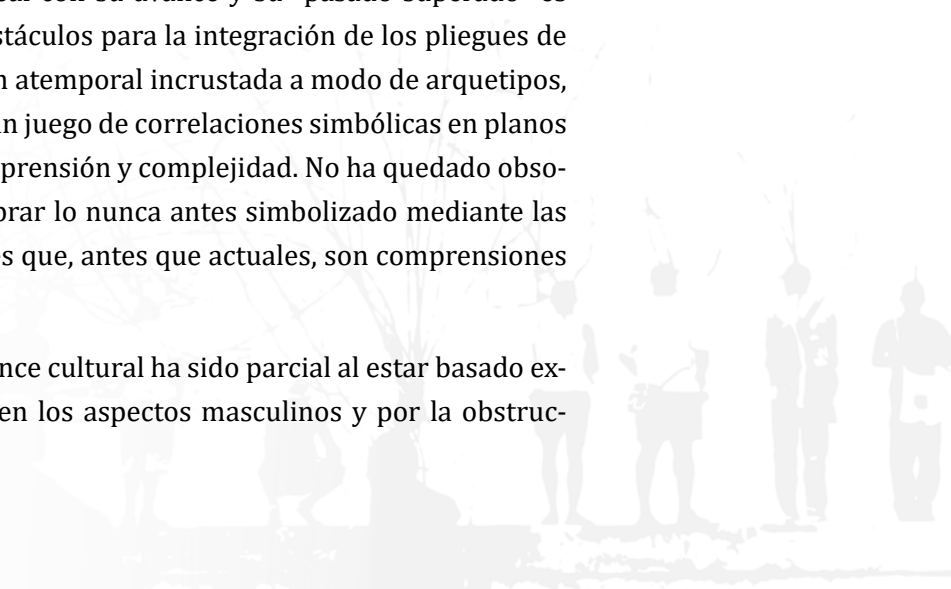 stáculos para la integración de los pliegues de
atemporal incrustada a modo de arquetipos,
juego de correlaciones simbólicas en planos
prensión y complejidad. No ha quedado obso-
brar lo nunca antes simbolizado mediante las
que, antes que actuales, son comprensiones
nce cultural ha sido parcial al estar basado ex-
en los aspectos masculinos y por la obstruc-